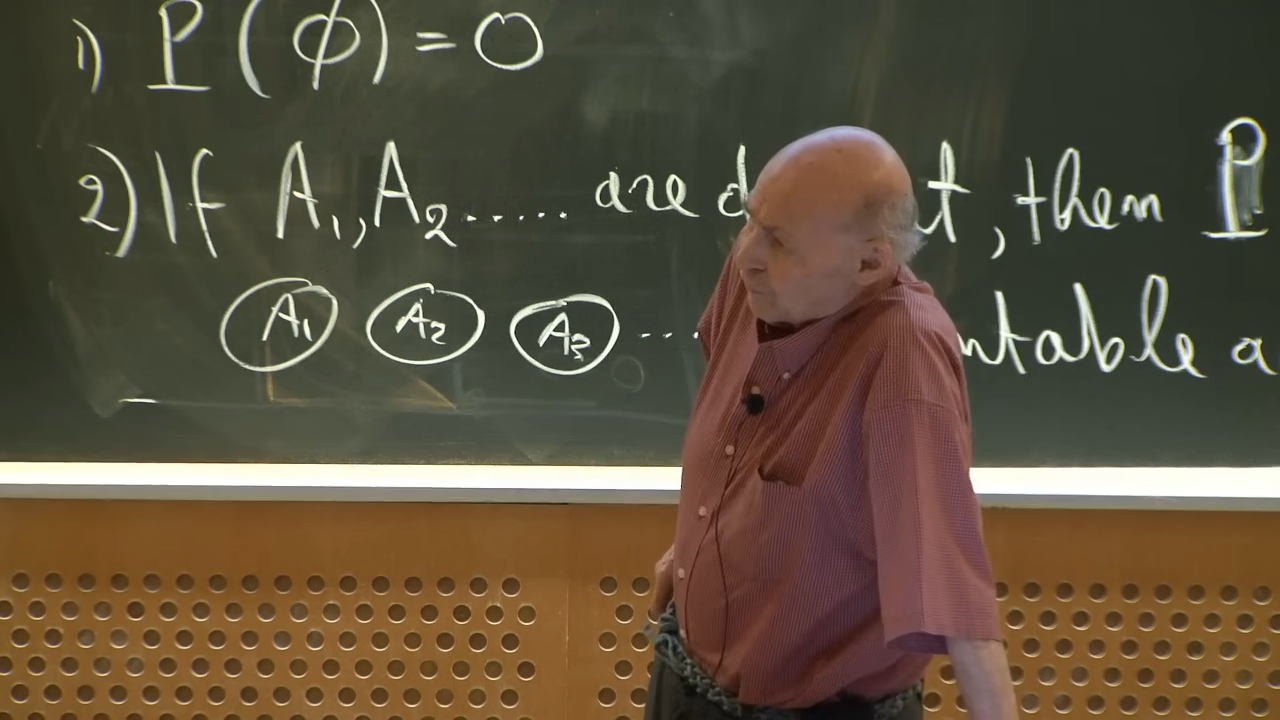 1) P(ϕ) = 0
2) If A₁, A₂ ..... are d t, then P
A₁ A₂ A₃ ... ntable a